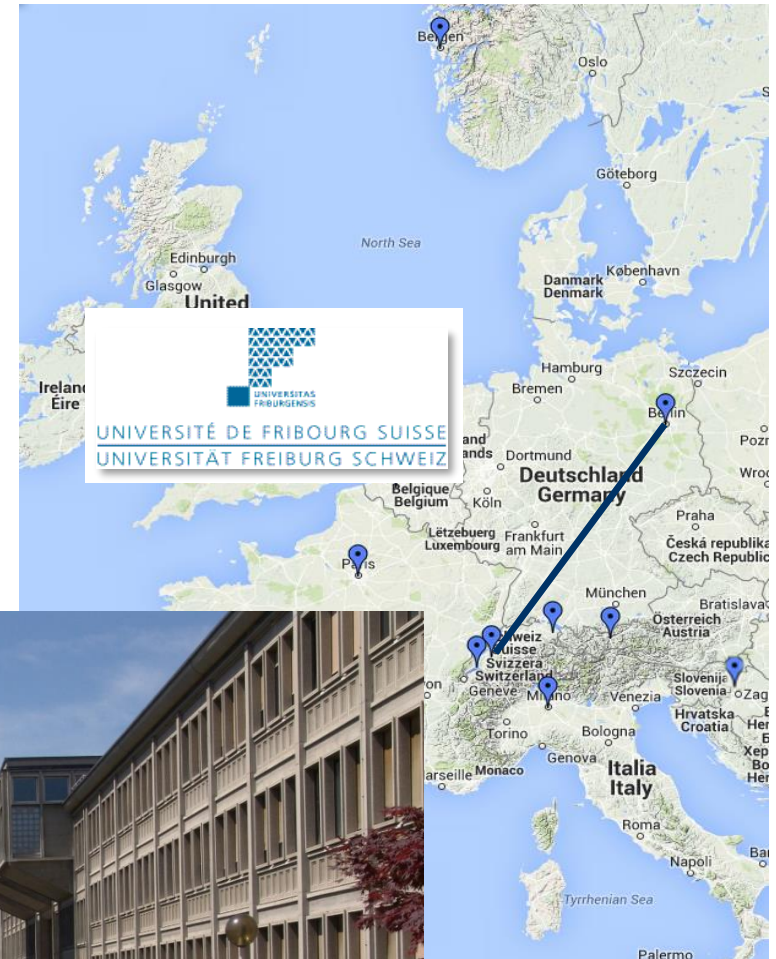 Bergen
Oslo
Göteborg
North Sea
Edinburgh
Glasgow
United
København
Danmark
Denmark
UNIVERSITAS
FRIBURGENSIS
UNIVERSITÉ DE FRIBOURG SUISSE
UNIVERSITÄT FREIBURG SCHWEIZ
Éire
Hamburg
Szczecin
Bremen
Berlin
Dortmund
Deutschland
Germany
Belgique
Belgium
Köln
Lëtzebuerg
Luxembourg
Frankfurt
am Main
Praha
Česká republika
Czech Republic
Paris
München
Bratislava
Österreich
Austria
Suisse
Svizzera
Switzerland
Genève
Milano
Venezia
Slovenija
Slovenia
Hrvatska
Croatia
Torino
Bologna
Genova
Monaco
Italia
Italy
Roma
Napoli
Tyrrhenian Sea
Palermo